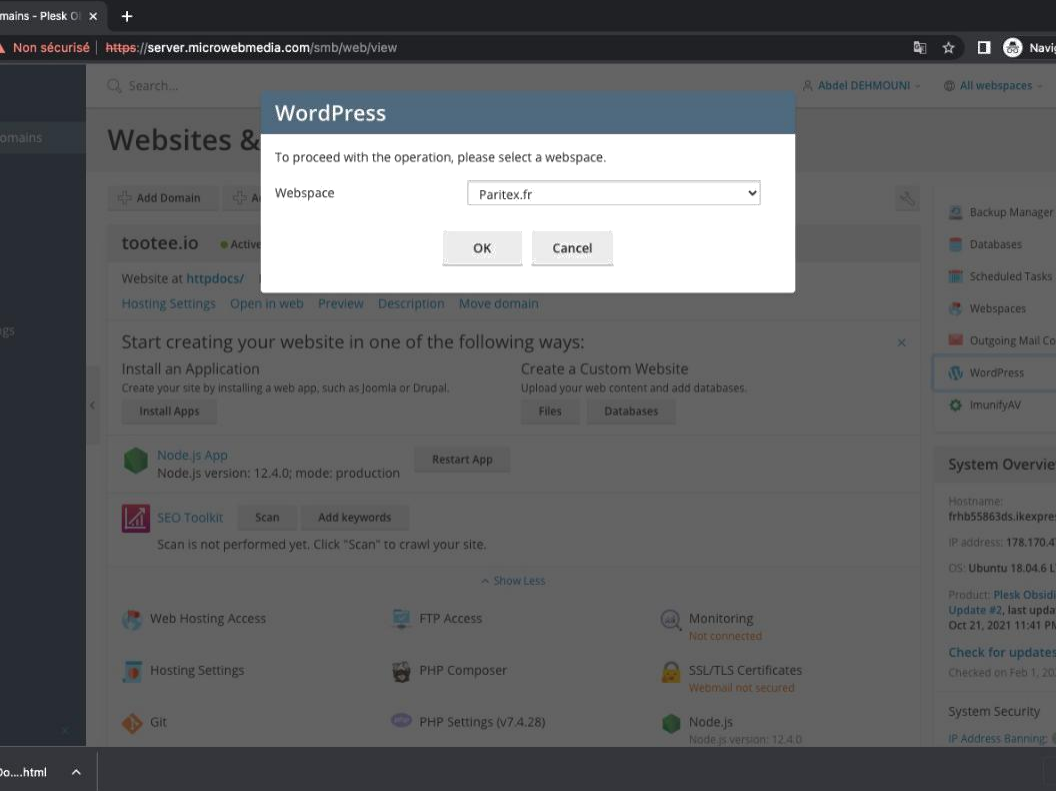 mains - Plesk O
Non sécurisé | https://server.microwebmedia.com/smb/web/view
Navig
Search...
Abdel DEHMOUNI
All webspaces
omains
Websites &
WordPress
To proceed with the operation, please select a webspace.
Webspace
Paritex.fr
OK
Cancel
Add Domain
tootee.io
Active
Website at httpdocs/
Hosting Settings
Open in web
Preview
Description
Move domain
Start creating your website in one of the following ways:
Install an Application
Create your site by installing a web app, such as Joomla or Drupal.
Install Apps
Create a Custom Website
Upload your web content and add databases.
Files
Databases
Node.js App
Node.js version: 12.4.0; mode: production
Restart App
SEO Toolkit
Scan
Add keywords
Scan is not performed yet. Click "Scan" to crawl your site.
Show Less
Web Hosting Access
FTP Access
Monitoring
Not connected
Hosting Settings
PHP Composer
SSL/TLS Certificates
Webmail not secured
Git
PHP Settings (v7.4.28)
Node.js
Node.js version: 12.4.0
ngs
Backup Manager
Databases
Scheduled Tasks
Webspaces
Outgoing Mail Co
WordPress
ImunifyAV
System Overvie
Hostname:
frhb55863ds.ikexpres
IP address: 178.170.4
OS: Ubuntu 18.04.6 L
Product: Plesk Obsidi
Update #2, last upda
Oct 21, 2021 11:41 PM
Check for updates
Checked on Feb 1, 20
System Security
IP Address Banning:
Do....html